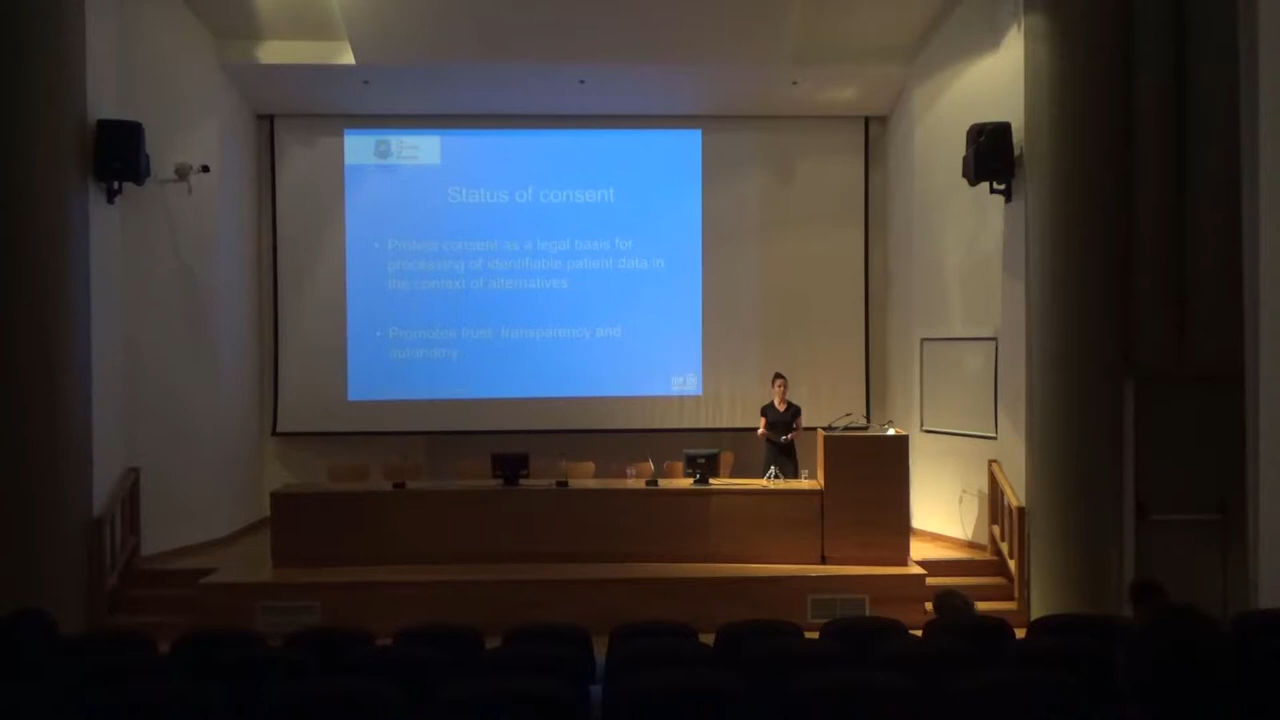 Status of consent
• Protect consent as a legal basis for
processing of identifiable patient data in
the context of alternatives
• Promotes trust, transparency and
autonomy